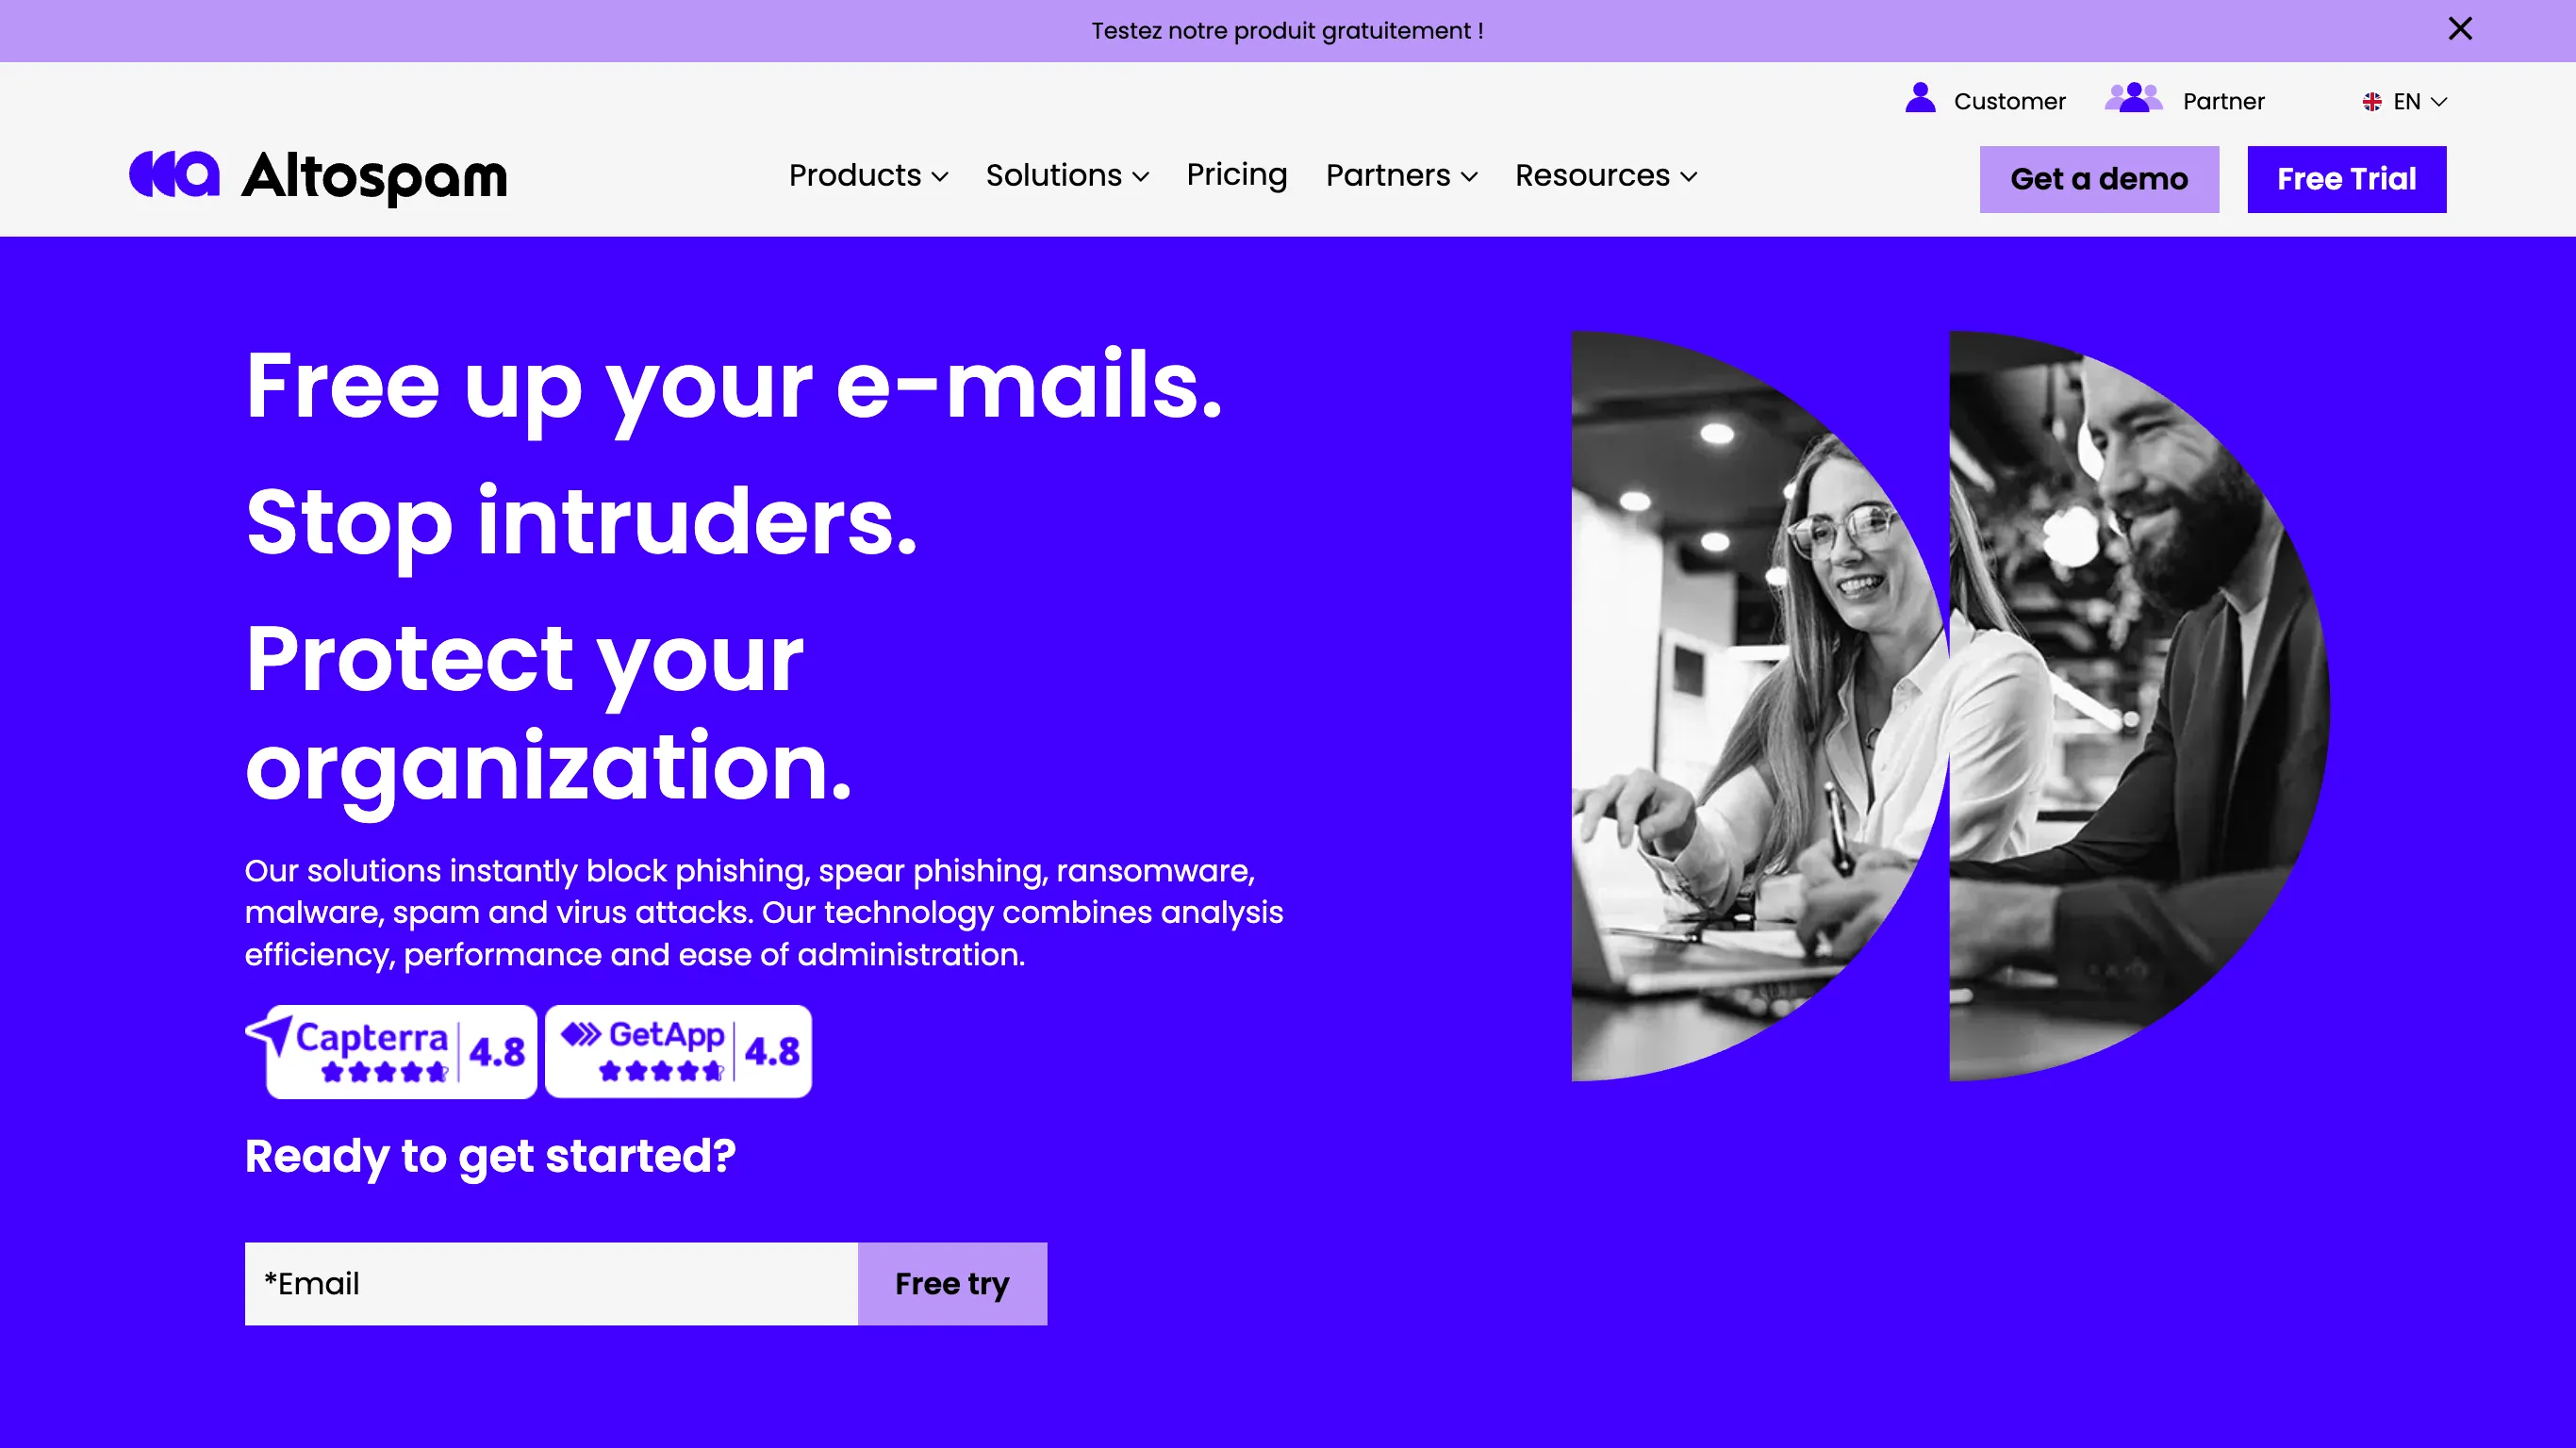 Testez notre produit gratuitement !
Customer
Partner
EN
Altospam
Products
Solutions
Pricing
Partners
Resources
Get a demo
Free Trial
Free up your e-mails.
Stop intruders.
Protect your
organization.
Our solutions instantly block phishing, spear phishing, ransomware,
malware, spam and virus attacks. Our technology combines analysis
efficiency, performance and ease of administration.
Capterra 4.8
GetApp 4.8
Ready to get started?
*Email
Free try